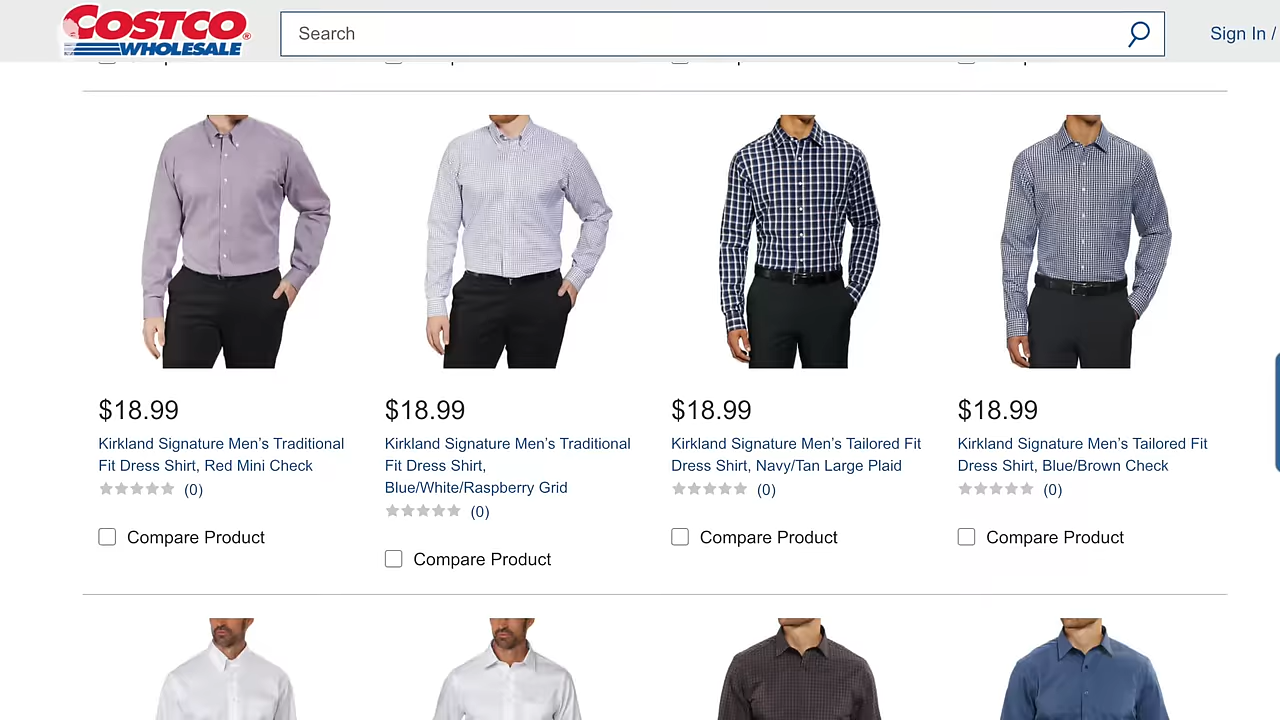 COSTCO
WHOLESALE
Search
Sign In /
$18.99
Kirkland Signature Men's Traditional
Fit Dress Shirt, Red Mini Check
(0)
Compare Product
$18.99
Kirkland Signature Men's Traditional
Fit Dress Shirt,
Blue/White/Raspberry Grid
(0)
Compare Product
$18.99
Kirkland Signature Men's Tailored Fit
Dress Shirt, Navy/Tan Large Plaid
(0)
Compare Product
$18.99
Kirkland Signature Men's Tailored Fit
Dress Shirt, Blue/Brown Check
(0)
Compare Product